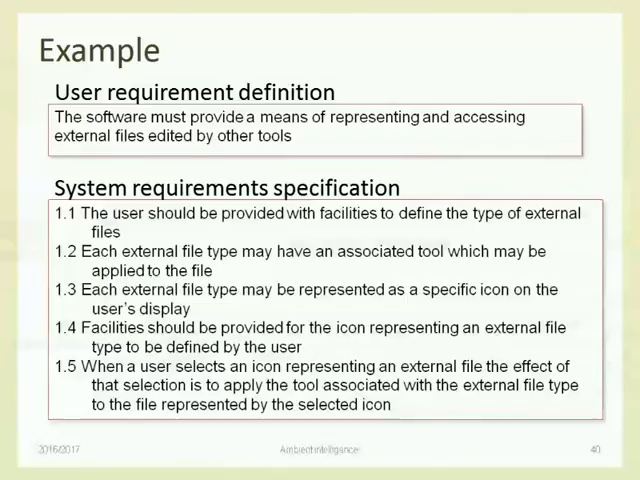 Example
User requirement definition
The software must provide a means of representing and accessing
external files edited by other tools
System requirements specification
1.1 The user should be provided with facilities to define the type of external
files
1.2 Each external file type may have an associated tool which may be
applied to the file
1.3 Each external file type may be represented as a specific icon on the
user's display
1.4 Facilities should be provided for the icon representing an external file
type to be defined by the user
1.5 When a user selects an icon representing an external file the effect of
that selection is to apply the tool associated with the external file type
to the file represented by the selected icon
2016/2017 Ambient intelligence 40